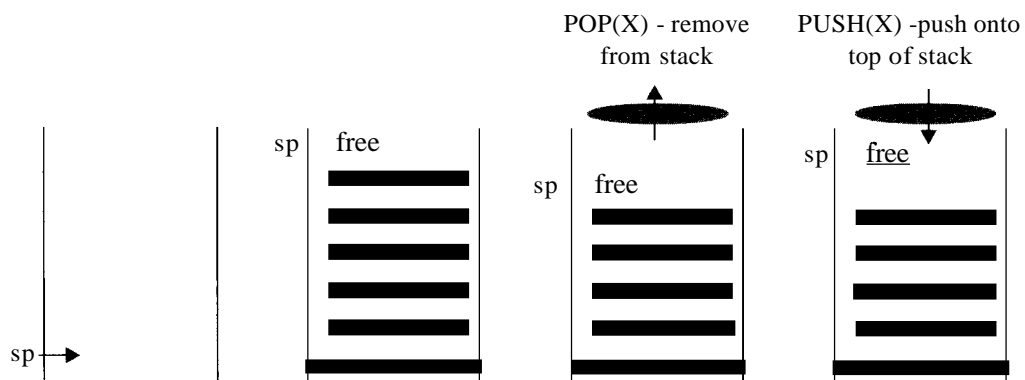 POP(X) - remove
from stack
PUSH(X) -push onto
top of stack
sp free
sp free
sp free
sp